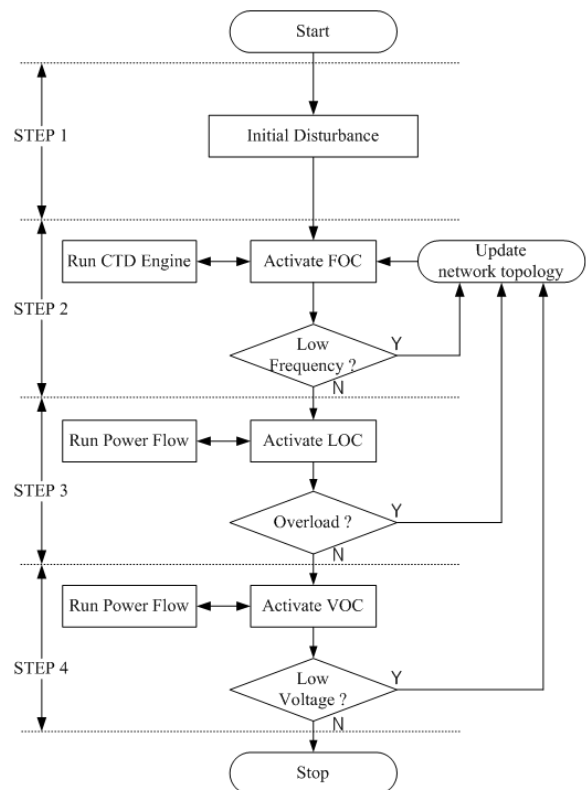 Start
STEP 1
Initial Disturbance
Run CTD Engine
Activate FOC
Update
network topology
STEP 2
Low
Frequency ?
Y
N
Run Power Flow
Activate LOC
STEP 3
Overload ?
Y
N
Run Power Flow
Activate VOC
STEP 4
Low
Voltage ?
Y
N
Stop